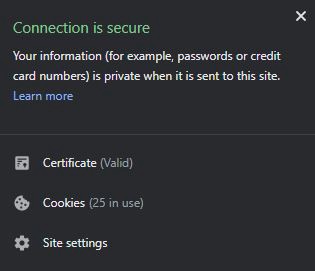 Connection is secure
Your information (for example, passwords or credit
card numbers) is private when it is sent to this site.
Learn more
Certificate (Valid)
Cookies (25 in use)
Site settings